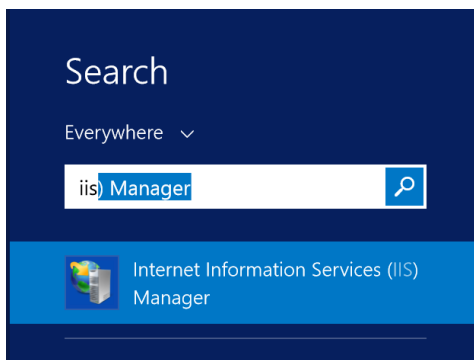 Search
Everywhere
iis) Manager
Internet Information Services (IIS)
Manager